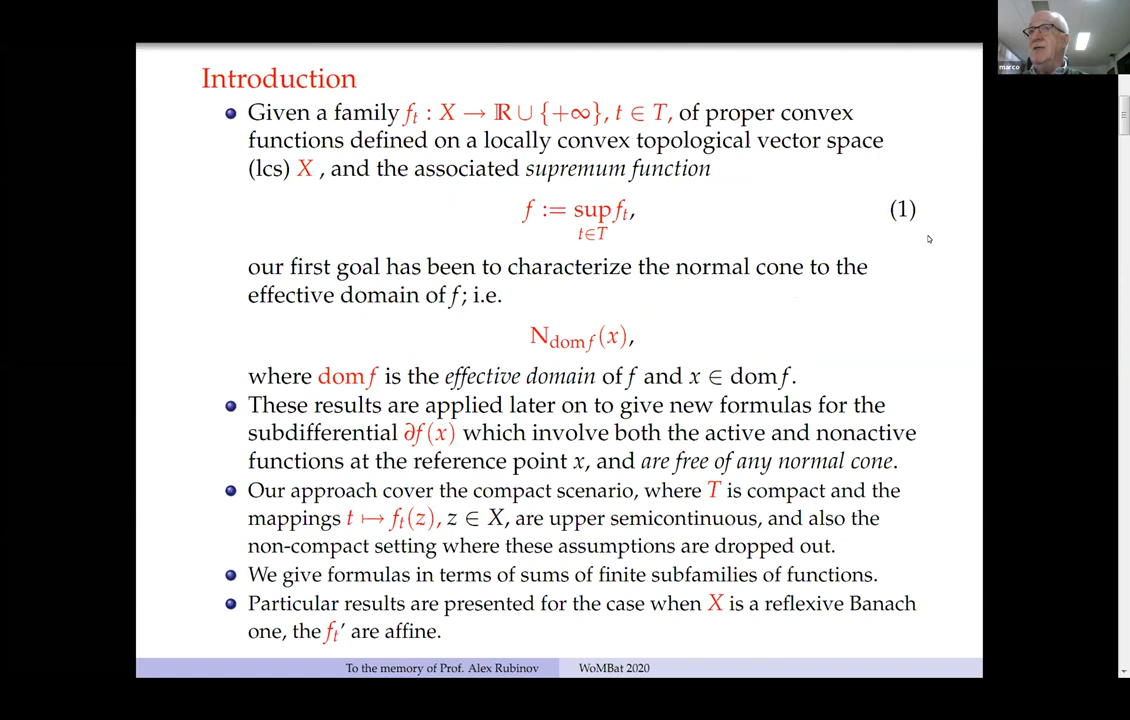 marco
Introduction
Given a family fₜ : X → ℝ ∪ {+∞}, t ∈ T, of proper convex
functions defined on a locally convex topological vector space
(lcs) X , and the associated supremum function
f := sup fₜ, (1)
t∈T
our first goal has been to characterize the normal cone to the
effective domain of f; i.e.
N_{dom f}(x),
where dom f is the effective domain of f and x ∈ dom f.
These results are applied later on to give new formulas for the
subdifferential ∂f(x) which involve both the active and nonactive
functions at the reference point x, and are free of any normal cone.
Our approach cover the compact scenario, where T is compact and the
mappings t ↦ fₜ(z), z ∈ X, are upper semicontinuous, and also the
non-compact setting where these assumptions are dropped out.
We give formulas in terms of sums of finite subfamilies of functions.
Particular results are presented for the case when X is a reflexive Banach
one, the fₜ′ are affine.
To the memory of Prof. Alex Rubinov WoMBat 2020